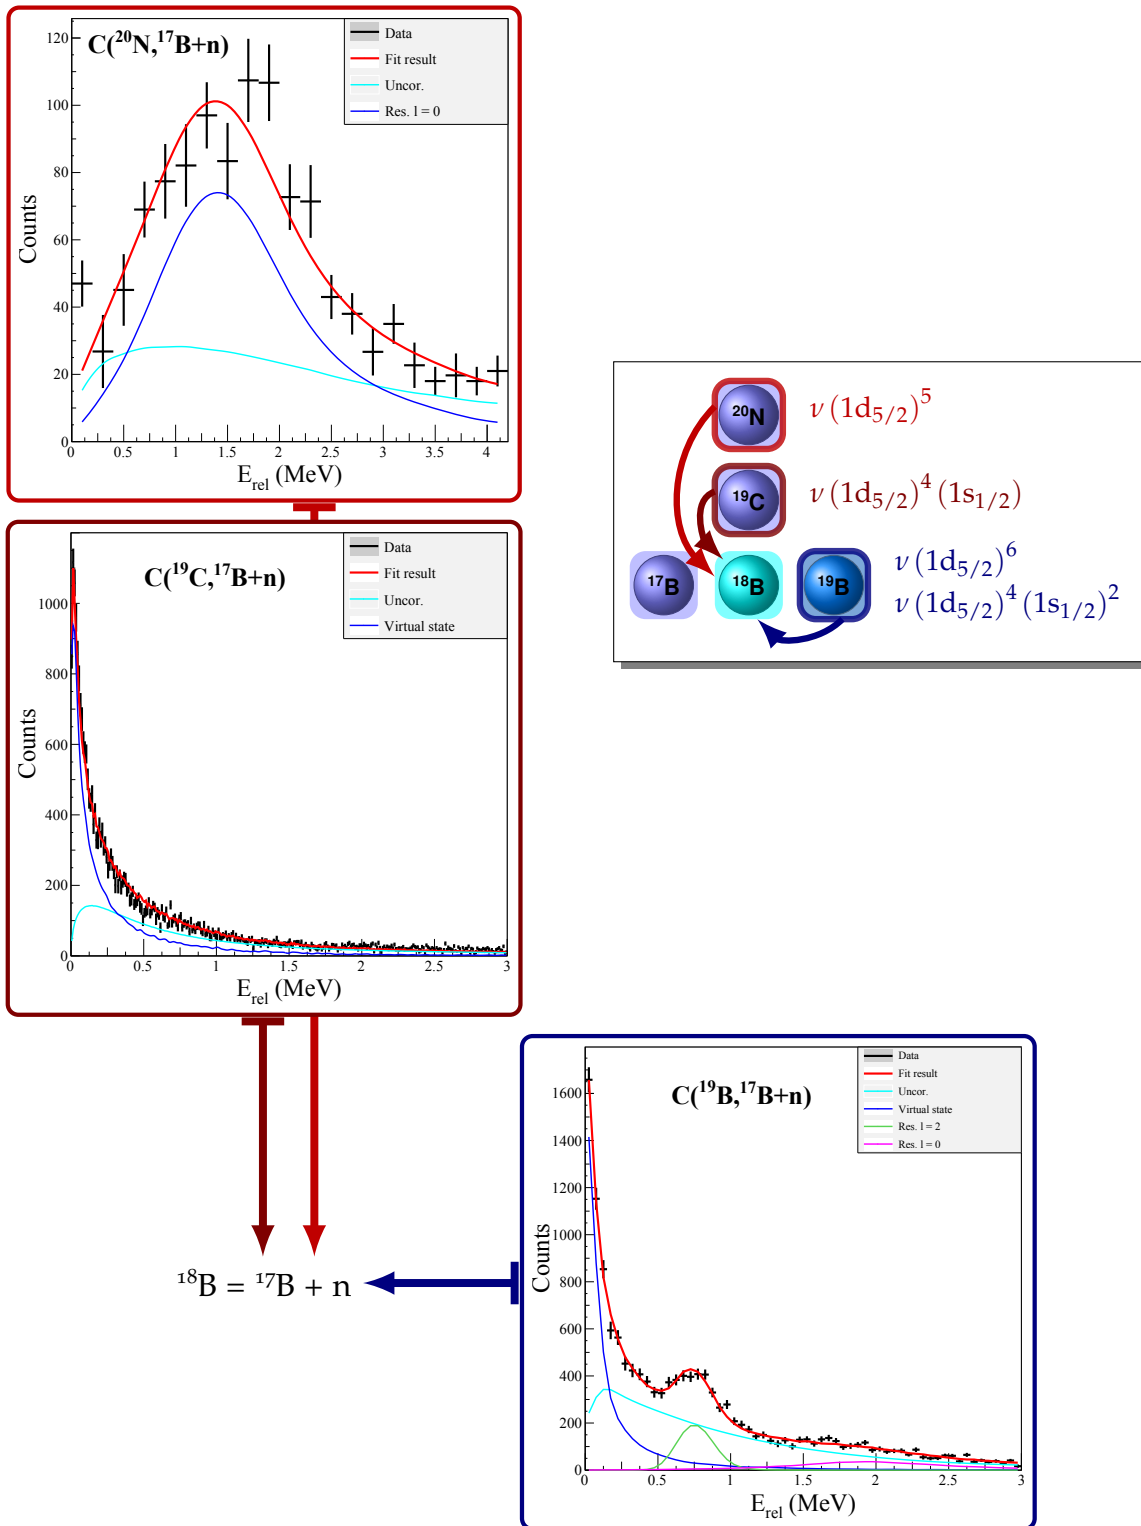 C(²⁰N,¹⁷B+n)
Data
Fit result
Uncor.
Res. l = 0
Counts
120
100
80
60
40
20
0
0 0.5 1 1.5 2 2.5 3 3.5 4
E_rel (MeV)
C(¹⁹C,¹⁷B+n)
Data
Fit result
Uncor.
Virtual state
Counts
1000
800
600
400
200
0
0 0.5 1 1.5 2 2.5 3
E_rel (MeV)
²⁰N ν(1d₅/₂)⁵
¹⁹C ν(1d₅/₂)⁴(1s₁/₂)
¹⁷B ¹⁸B ¹⁹B
ν(1d₅/₂)⁶
ν(1d₅/₂)⁴(1s₁/₂)²
¹⁸B = ¹⁷B + n
C(¹⁹B,¹⁷B+n)
Data
Fit result
Uncor.
Virtual state
Res. l = 2
Res. l = 0
Counts
1600
1400
1200
1000
800
600
400
200
0
0 0.5 1 1.5 2 2.5 3
E_rel (MeV)